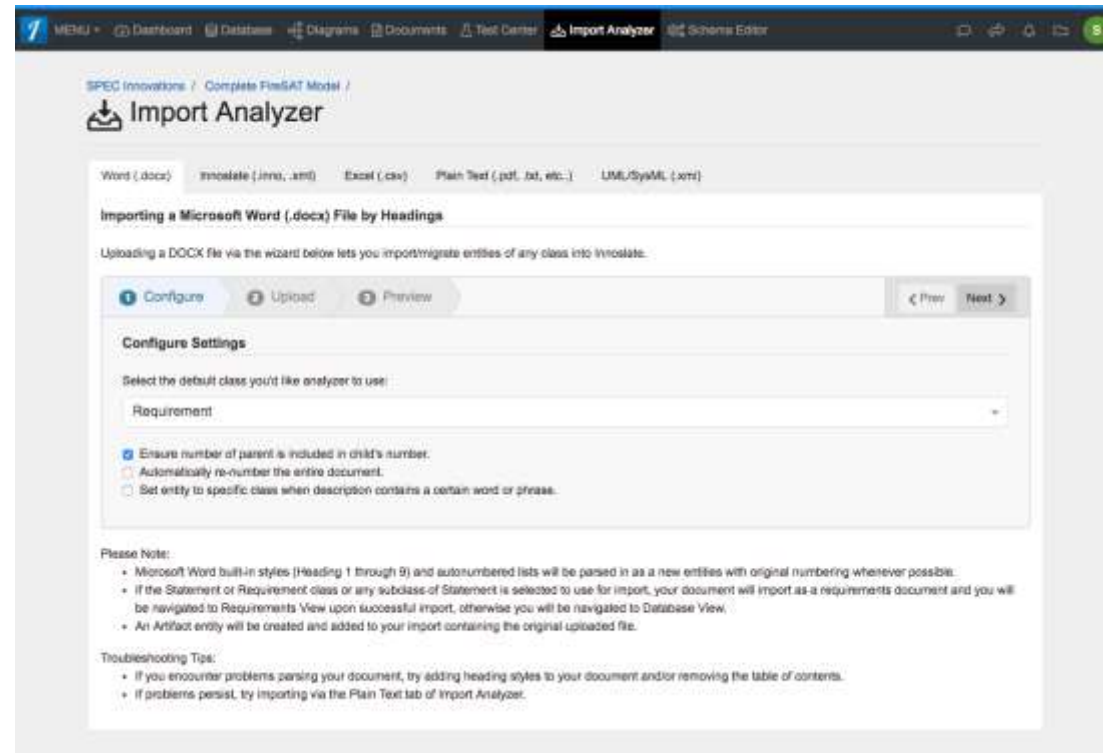 MENU Dashboard Database Diagrams Documents Test Center Import Analyzer Schema Editor S
SPEC Innovations / Complete FireSAT Model /
Import Analyzer
Word (.docx) Innoslate (.inno, .xml) Excel (.csv) Plain Text (.pdf, .txt, etc..) UML/SysML (.xmi)
Importing a Microsoft Word (.docx) File by Headings
Uploading a DOCX file via the wizard below lets you import/migrate entities of any class into Innoslate.
1 Configure 2 Upload 3 Preview Prev Next
Configure Settings
Select the default class you'd like analyzer to use:
Requirement
Ensure number of parent is included in child's number.
Automatically re-number the entire document.
Set entity to specific class when description contains a certain word or phrase.
Please Note:
• Microsoft Word built-in styles (Heading 1 through 9) and autonumbered lists will be parsed in as a new entities with original numbering whenever possible.
• If the Statement or Requirement class or any subclass of Statement is selected to use for import, your document will import as a requirements document and you will
be navigated to Requirements View upon successful import, otherwise you will be navigated to Database View.
• An Artifact entity will be created and added to your import containing the original uploaded file.
Troubleshooting Tips:
• If you encounter problems parsing your document, try adding heading styles to your document and/or removing the table of contents.
• If problems persist, try importing via the Plain Text tab of Import Analyzer.